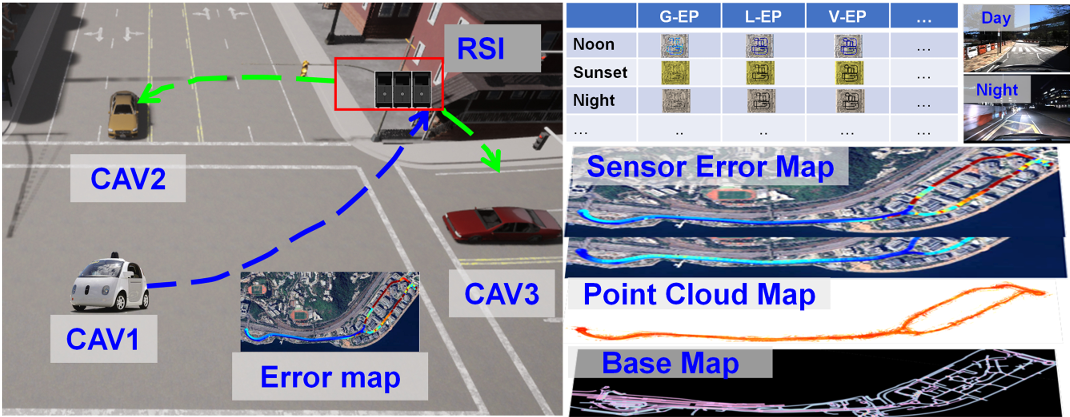 RSI
CAV2
CAV1
CAV3
Error map
G-EP L-EP V-EP ...
Noon ...
Sunset ...
Night ...
... .. .. ...
Day
Night
Sensor Error Map
Point Cloud Map
Base Map